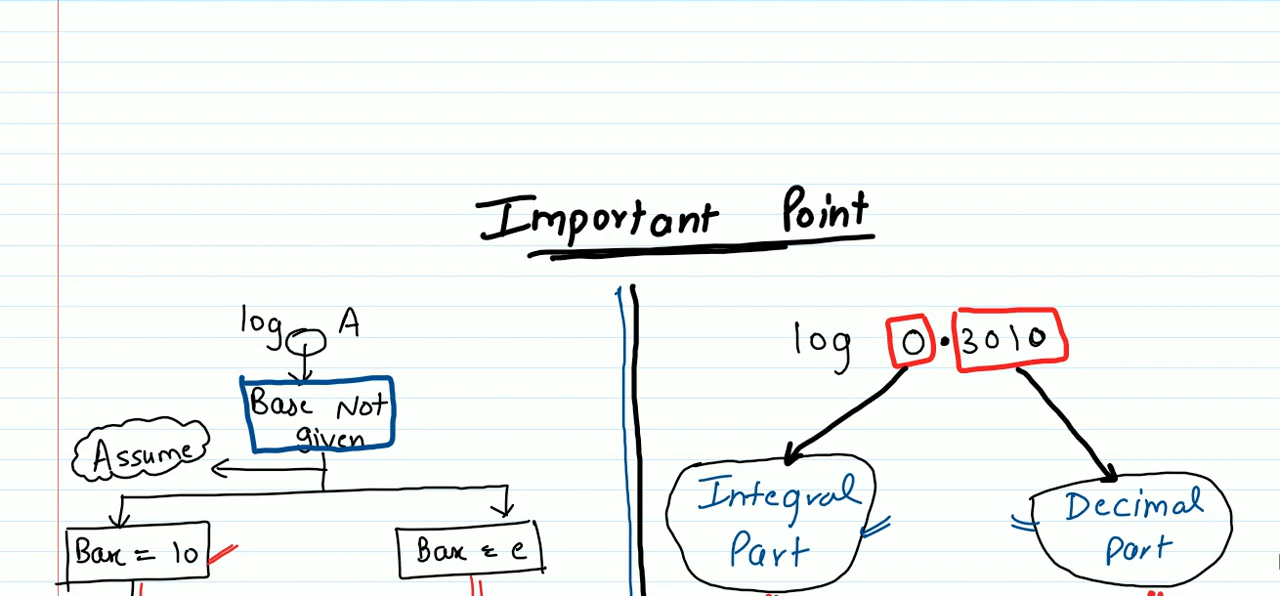 Important Point
log A
Base Not
given
Assume
Base = 10
Base = e
log 0.3010
Integral
Part
Decimal
Part